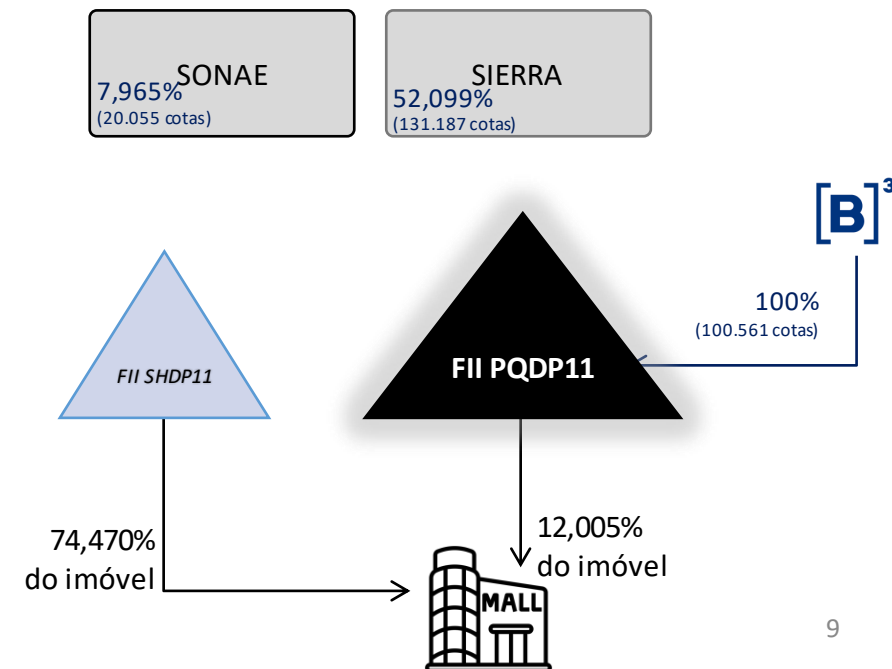 SONAE
7,965%
(20.055 cotas)
SIERRA
52,099%
(131.187 cotas)
[B]³
100%
(100.561 cotas)
FII SHDP11
FII PQDP11
74,470%
do imóvel
12,005%
do imóvel
MALL
9